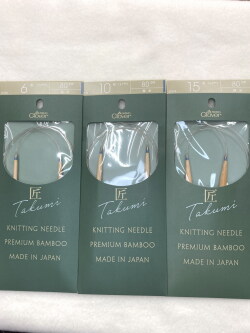 6
Clover
匠
Takumi
KNITTING NEEDLE
PREMIUM BAMBOO
MADE IN JAPAN
10
80
Clover
匠
Takumi
KNITTING NEEDLE
PREMIUM BAMBOO
MADE IN JAPAN
15
Clover
匠
Takumi
KNITTING NEEDLE
PREMIUM BAMBOO
MADE IN JAPAN